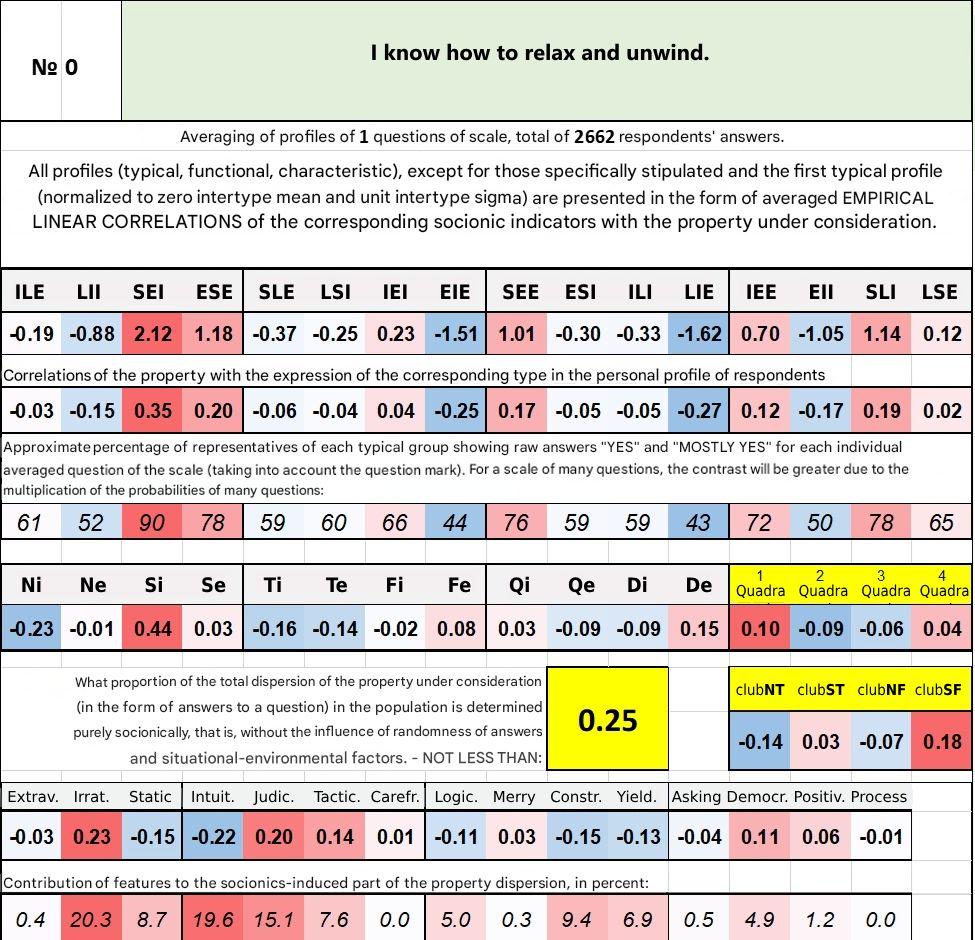 № 0
I know how to relax and unwind.
Averaging of profiles of 1 questions of scale, total of 2662 respondents' answers.
All profiles (typical, functional, characteristic), except for those specifically stipulated and the first typical profile
(normalized to zero intertype mean and unit intertype sigma) are presented in the form of averaged EMPIRICAL
LINEAR CORRELATIONS of the corresponding socionic indicators with the property under consideration.
ILE LII SEI ESE SLE LSI IEI EIE SEE ESI ILI LIE IEE EII SLI LSE
-0.19 -0.88 2.12 1.18 -0.37 -0.25 0.23 -1.51 1.01 -0.30 -0.33 -1.62 0.70 -1.05 1.14 0.12
Correlations of the property with the expression of the corresponding type in the personal profile of respondents
-0.03 -0.15 0.35 0.20 -0.06 -0.04 0.04 -0.25 0.17 -0.05 -0.05 -0.27 0.12 -0.17 0.19 0.02
Approximate percentage of representatives of each typical group showing raw answers "YES" and "MOSTLY YES" for each individual
averaged question of the scale (taking into account the question mark). For a scale of many questions, the contrast will be greater due to the
multiplication of the probabilities of many questions:
61 52 90 78 59 60 66 44 76 59 59 43 72 50 78 65
Ni Ne Si Se Ti Te Fi Fe Qi Qe Di De 1 2 3 4
Quadra Quadra Quadra Quadra
-0.23 -0.01 0.44 0.03 -0.16 -0.14 -0.02 0.08 0.03 -0.09 -0.09 0.15 0.10 -0.09 -0.06 0.04
What proportion of the total dispersion of the property under consideration
(in the form of answers to a question) in the population is determined
purely socionically, that is, without the influence of randomness of answers
and situational-environmental factors. - NOT LESS THAN:
0.25
clubNT clubST clubNF clubSF
-0.14 0.03 -0.07 0.18
Extrav. Irrat. Static Intuit. Judic. Tactic. Carefr. Logic. Merry Constr. Yield. Asking Democr. Positiv. Process
-0.03 0.23 -0.15 -0.22 0.20 0.14 0.01 -0.11 0.03 -0.15 -0.13 -0.04 0.11 0.06 -0.01
Contribution of features to the socionics-induced part of the property dispersion, in percent:
0.4 20.3 8.7 19.6 15.1 7.6 0.0 5.0 0.3 9.4 6.9 0.5 4.9 1.2 0.0